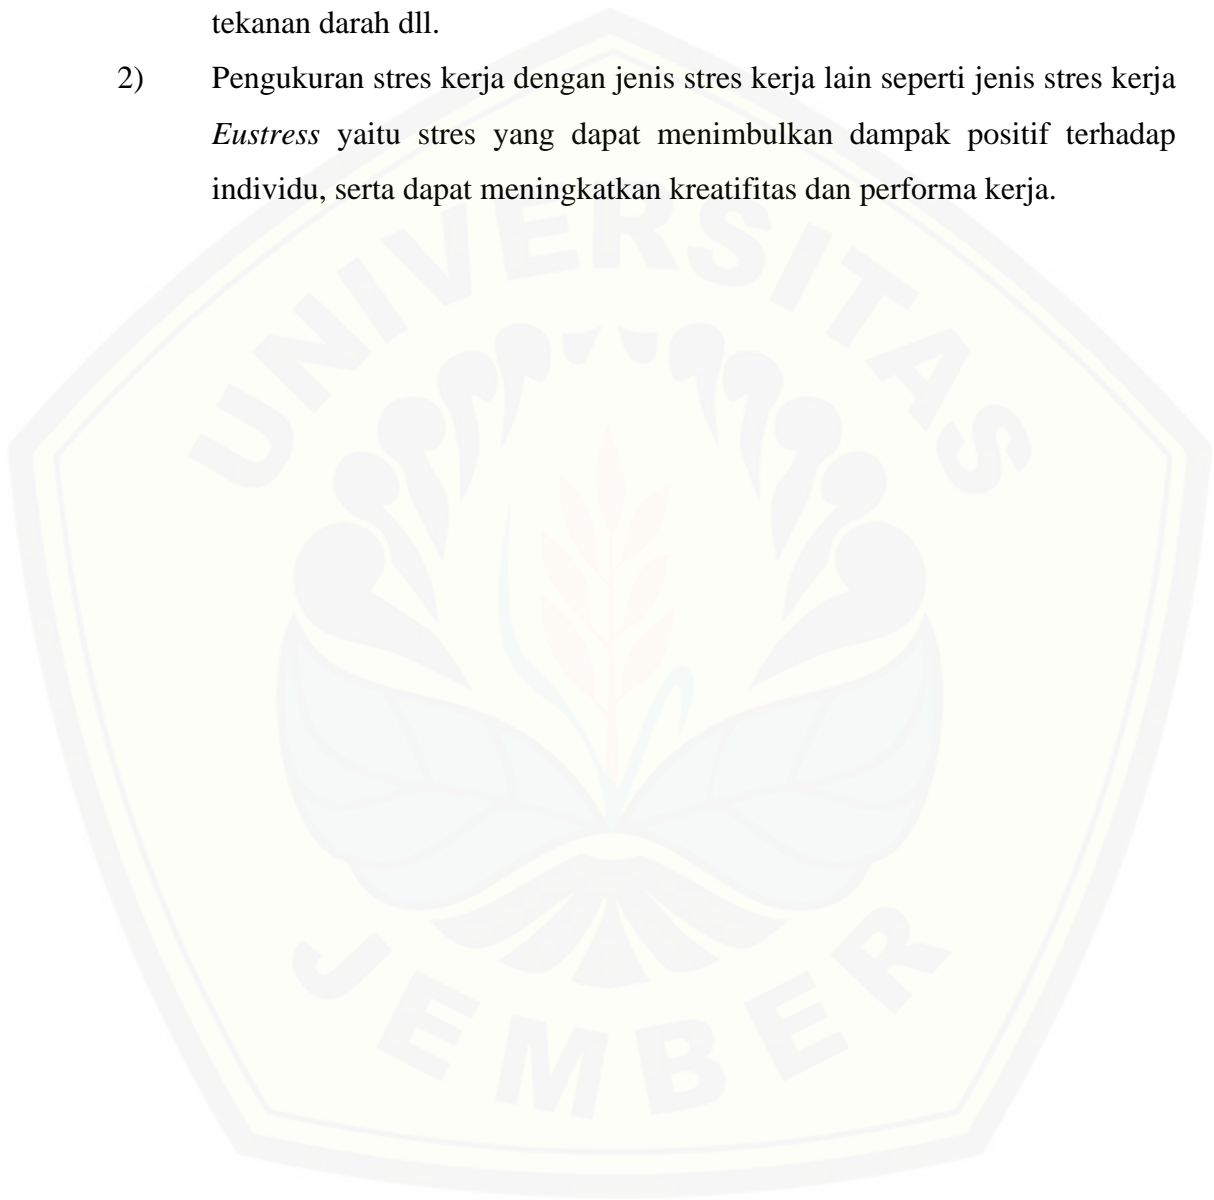 tekanan darah dll.
2) Pengukuran stres kerja dengan jenis stres kerja lain seperti jenis stres kerja
Eustress yaitu stres yang dapat menimbulkan dampak positif terhadap
individu, serta dapat meningkatkan kreatifitas dan performa kerja.
UNIVERSITAS
JEMBER